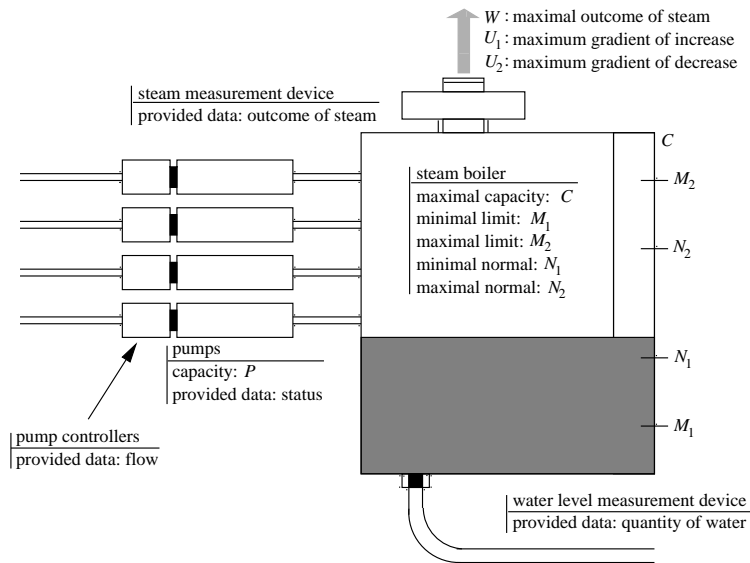 W : maximal outcome of steam
U1 : maximum gradient of increase
U2 : maximum gradient of decrease
steam measurement device
provided data: outcome of steam
C
steam boiler
maximal capacity: C
minimal limit: M1
maximal limit: M2
minimal normal: N1
maximal normal: N2
M2
N2
N1
M1
pumps
capacity: P
provided data: status
pump controllers
provided data: flow
water level measurement device
provided data: quantity of water